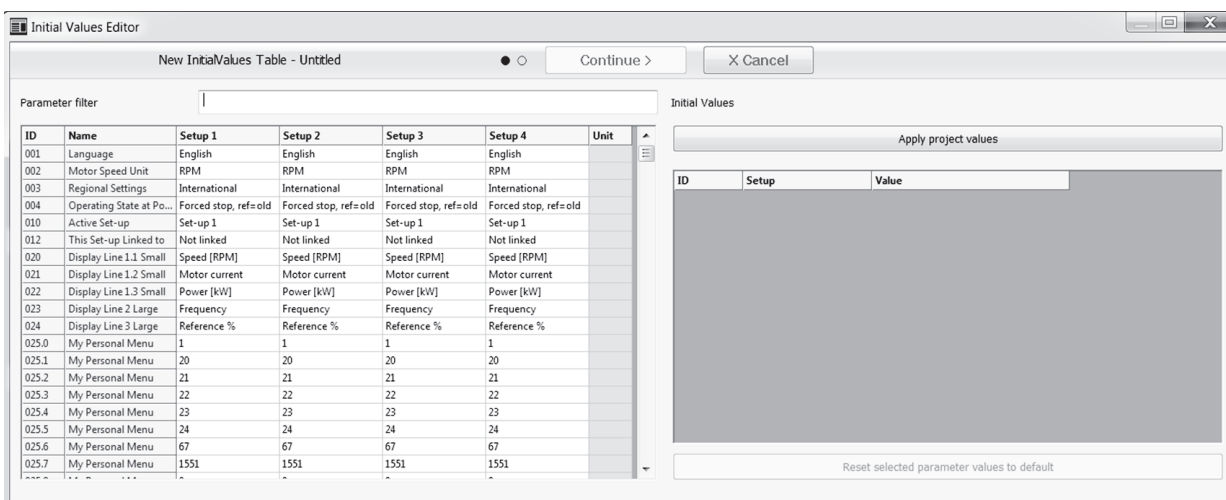 Initial Values Editor
X
New InitialValues Table - Untitled Continue > X Cancel
Parameter filter
ID Name Setup 1 Setup 2 Setup 3 Setup 4 Unit
001 Language English English English English
002 Motor Speed Unit RPM RPM RPM RPM
003 Regional Settings International International International International
004 Operating State at Po... Forced stop, ref=old Forced stop, ref=old Forced stop, ref=old Forced stop, ref=old
010 Active Set-up Set-up 1 Set-up 1 Set-up 1 Set-up 1
012 This Set-up Linked to Not linked Not linked Not linked Not linked
020 Display Line 1.1 Small Speed [RPM] Speed [RPM] Speed [RPM] Speed [RPM]
021 Display Line 1.2 Small Motor current Motor current Motor current Motor current
022 Display Line 1.3 Small Power [kW] Power [kW] Power [kW] Power [kW]
023 Display Line 2 Large Frequency Frequency Frequency Frequency
024 Display Line 3 Large Reference % Reference % Reference % Reference %
025.0 My Personal Menu 1 1 1 1
025.1 My Personal Menu 20 20 20 20
025.2 My Personal Menu 21 21 21 21
025.3 My Personal Menu 22 22 22 22
025.4 My Personal Menu 23 23 23 23
025.5 My Personal Menu 24 24 24 24
025.6 My Personal Menu 67 67 67 67
025.7 My Personal Menu 1551 1551 1551 1551
Initial Values
Apply project values
ID Setup Value
Reset selected parameter values to default